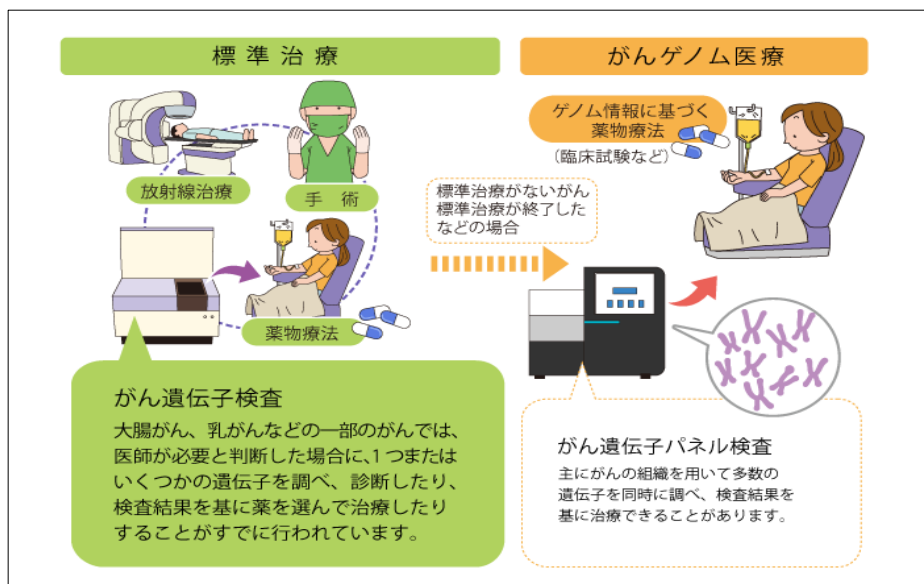 標準治療
がんゲノム医療
放射線治療
手 術
薬物療法
ゲノム情報に基づく
薬物療法
（臨床試験など）
標準治療がないがん
標準治療が終了した
などの場合
がん遺伝子検査
大腸がん、乳がんなどの一部のがんでは、
医師が必要と判断した場合に、1つまたは
いくつかの遺伝子を調べ、診断したり、
検査結果を基に薬を選んで治療したり
することがすでに行われています。
がん遺伝子パネル検査
主にがんの組織を用いて多数の
遺伝子を同時に調べ、検査結果を
基に治療できることがあります。